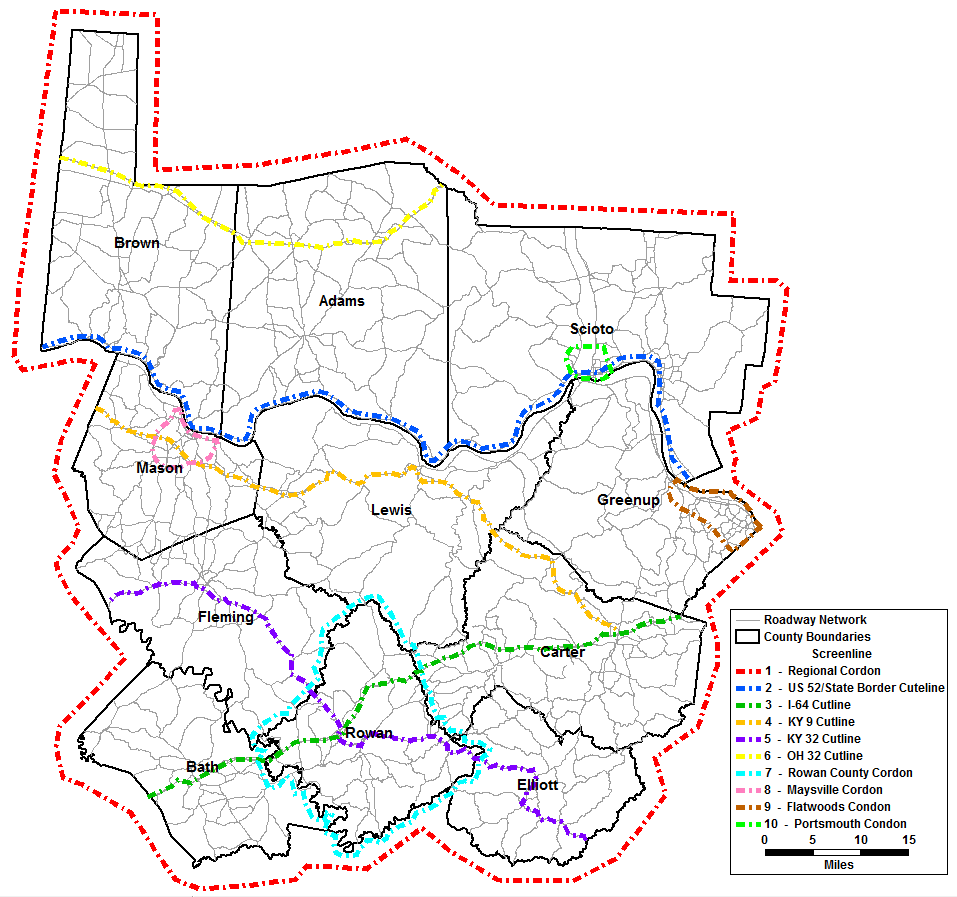 Brown
Adams
Scioto
Mason
Lewis
Greenup
Fleming
Carter
Rowan
Bath
Elliott
Roadway Network
County Boundaries
Screenline
1 - Regional Cordon
2 - US 52/State Border Cuteline
3 - I-64 Cutline
4 - KY 9 Cutline
5 - KY 32 Cutline
6 - OH 32 Cutline
7 - Rowan County Cordon
8 - Maysville Cordon
9 - Flatwoods Condon
10 - Portsmouth Condon
0 5 10 15
Miles